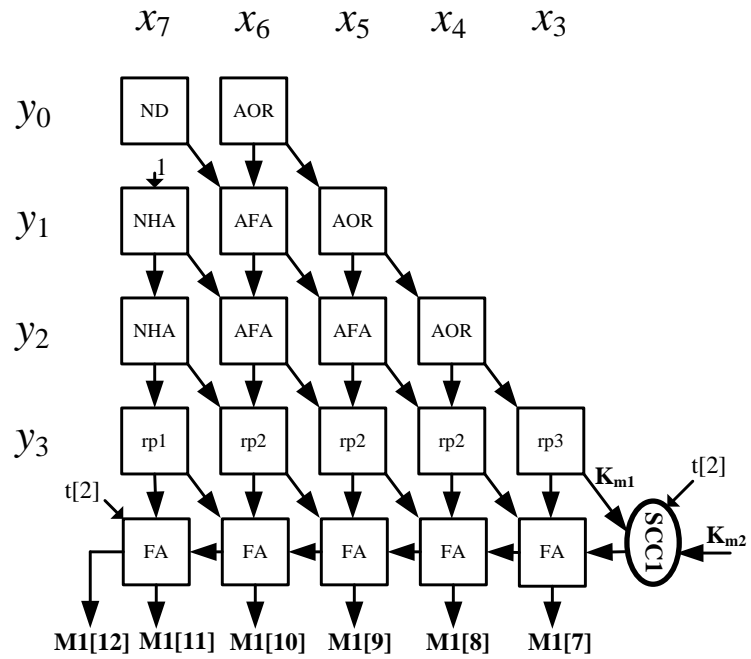 x₇ x₆ x₅ x₄ x₃
y₀ ND AOR
1
y₁ NHA AFA AOR
y₂ NHA AFA AFA AOR
y₃ rp1 rp2 rp2 rp2 rp3
t[2] Kₘ₁ t[2]
FA FA FA FA FA SCC1 Kₘ₂
M1[12] M1[11] M1[10] M1[9] M1[8] M1[7]